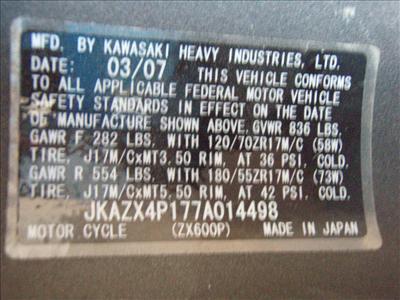 MFD. BY KAWASAKI HEAVY INDUSTRIES, LTD.
DATE: 03/07 THIS VEHICLE CONFORMS
TO ALL APPLICABLE FEDERAL MOTOR VEHICLE
SAFETY STANDARDS IN EFFECT ON THE DATE
OF MANUFACTURE SHOWN ABOVE. GVWR 836 LBS.
GAWR F 282 LBS. WITH 120/70ZR17M/C (58W)
TIRE, J17M/CxMT3.50 RIM, AT 36 PSI COLD.
GAWR R 554 LBS. WITH 180/55ZR17M/C (73W)
TIRE, J17M/CxMT5.50 RIM, AT 42 PSI COLD.
JKAZX4P177A014498
MOTOR CYCLE (ZX600P) MADE IN JAPAN